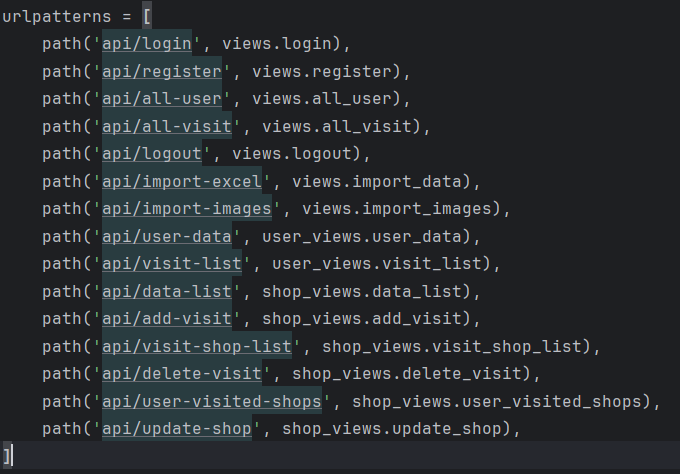 urlpatterns = [
    path('api/login', views.login),
    path('api/register', views.register),
    path('api/all-user', views.all_user),
    path('api/all-visit', views.all_visit),
    path('api/logout', views.logout),
    path('api/import-excel', views.import_data),
    path('api/import-images', views.import_images),
    path('api/user-data', user_views.user_data),
    path('api/visit-list', user_views.visit_list),
    path('api/data-list', shop_views.data_list),
    path('api/add-visit', shop_views.add_visit),
    path('api/visit-shop-list', shop_views.visit_shop_list),
    path('api/delete-visit', shop_views.delete_visit),
    path('api/user-visited-shops', shop_views.user_visited_shops),
    path('api/update-shop', shop_views.update_shop),
]